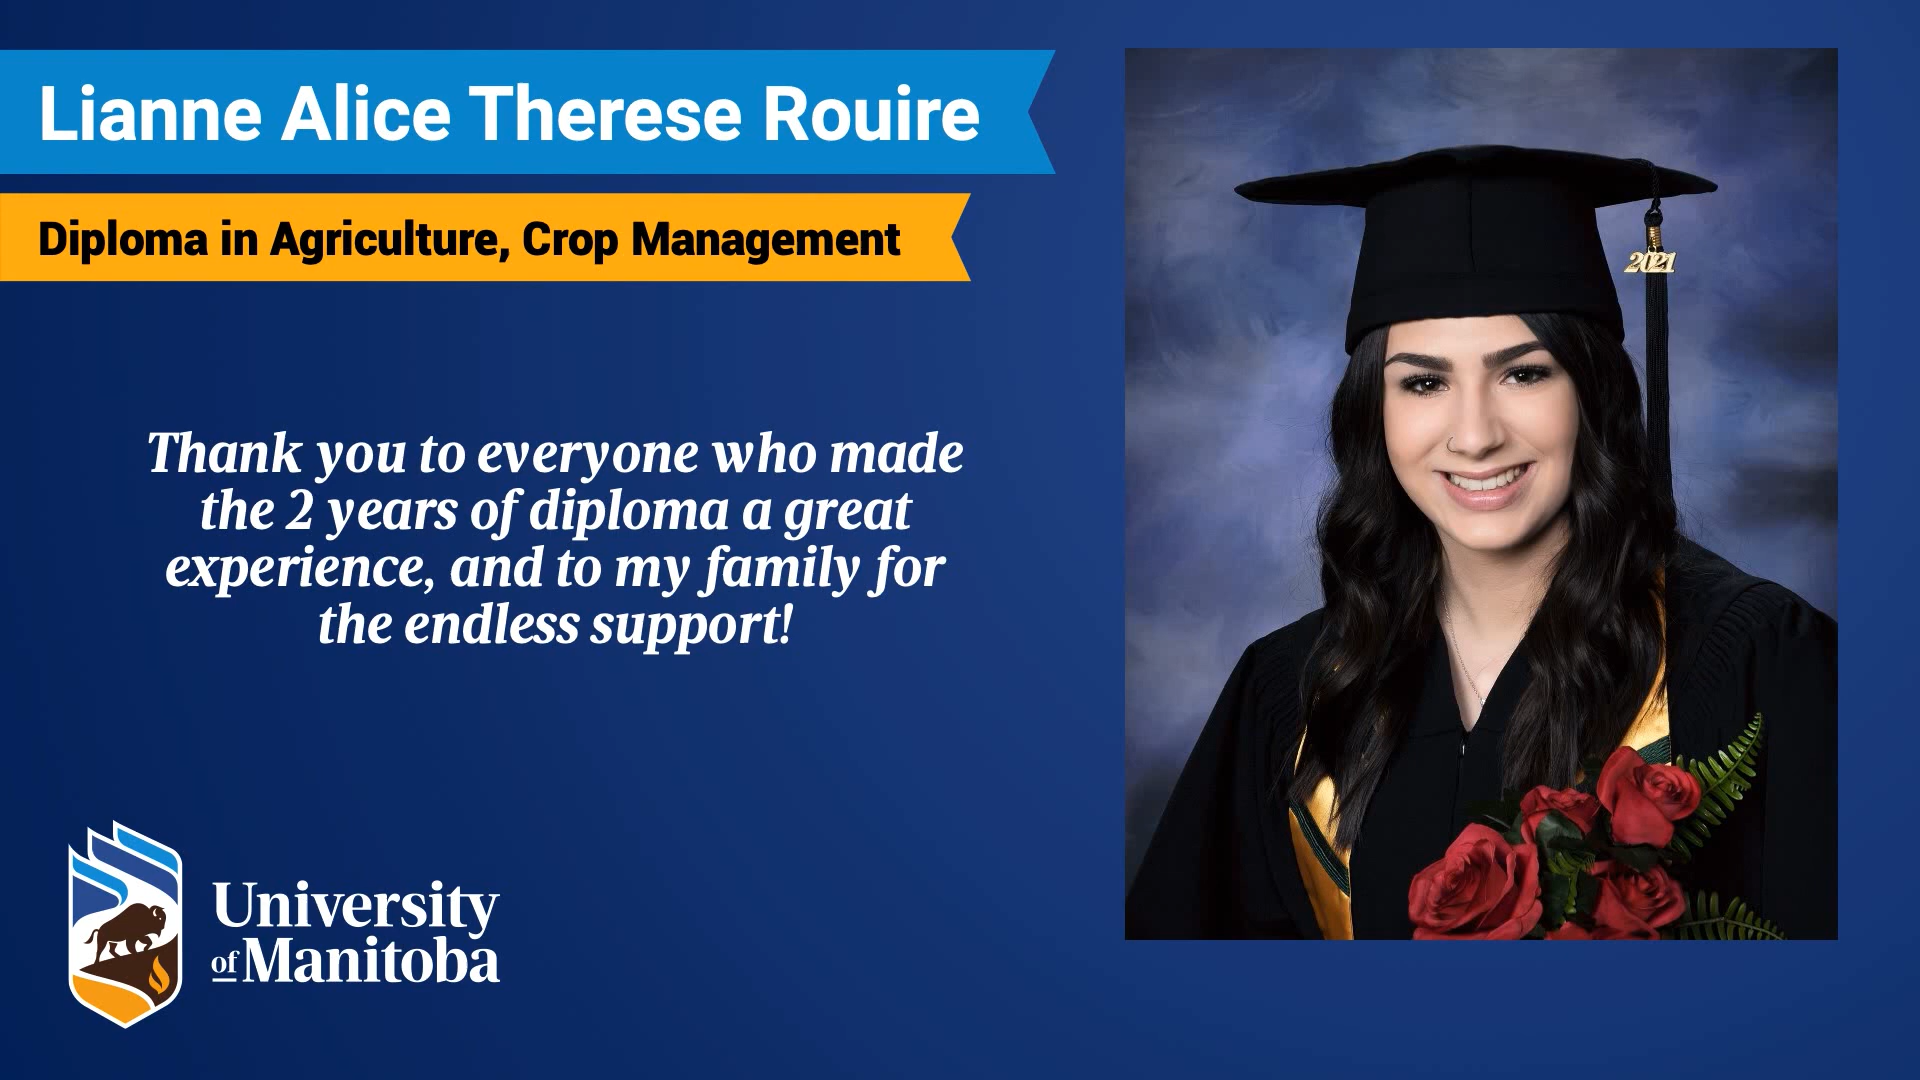 Lianne Alice Therese Rouire
Diploma in Agriculture, Crop Management
Thank you to everyone who made
the 2 years of diploma a great
experience, and to my family for
the endless support!
University
of Manitoba
2021